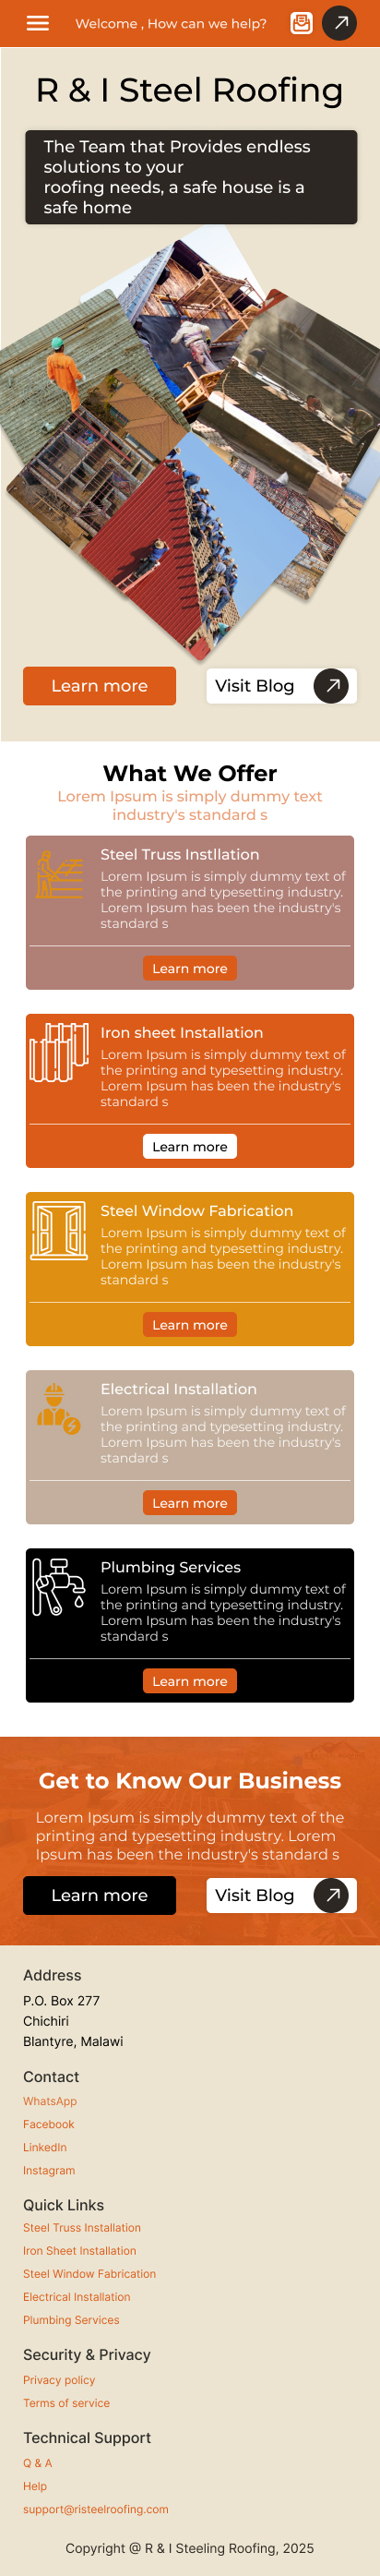 Welcome , How can we help?
R & I Steel Roofing
The Team that Provides endless
solutions to your
roofing needs, a safe house is a
safe home
Learn more
Visit Blog
What We Offer
Lorem Ipsum is simply dummy text
industry's standard s
Steel Truss Instllation
Lorem Ipsum is simply dummy text of
the printing and typesetting industry.
Lorem Ipsum has been the industry's
standard s
Learn more
Iron sheet Installation
Lorem Ipsum is simply dummy text of
the printing and typesetting industry.
Lorem Ipsum has been the industry's
standard s
Learn more
Steel Window Fabrication
Lorem Ipsum is simply dummy text of
the printing and typesetting industry.
Lorem Ipsum has been the industry's
standard s
Learn more
Electrical Installation
Lorem Ipsum is simply dummy text of
the printing and typesetting industry.
Lorem Ipsum has been the industry's
standard s
Learn more
Plumbing Services
Lorem Ipsum is simply dummy text of
the printing and typesetting industry.
Lorem Ipsum has been the industry's
standard s
Learn more
Get to Know Our Business
Lorem Ipsum is simply dummy text of the
printing and typesetting industry. Lorem
Ipsum has been the industry's standard s
Learn more
Visit Blog
Address
P.O. Box 277
Chichiri
Blantyre, Malawi
Contact
WhatsApp
Facebook
LinkedIn
Instagram
Quick Links
Steel Truss Installation
Iron Sheet Installation
Steel Window Fabrication
Electrical Installation
Plumbing Services
Security & Privacy
Privacy policy
Terms of service
Technical Support
Q & A
Help
support@risteelroofing.com
Copyright @ R & I Steeling Roofing, 2025